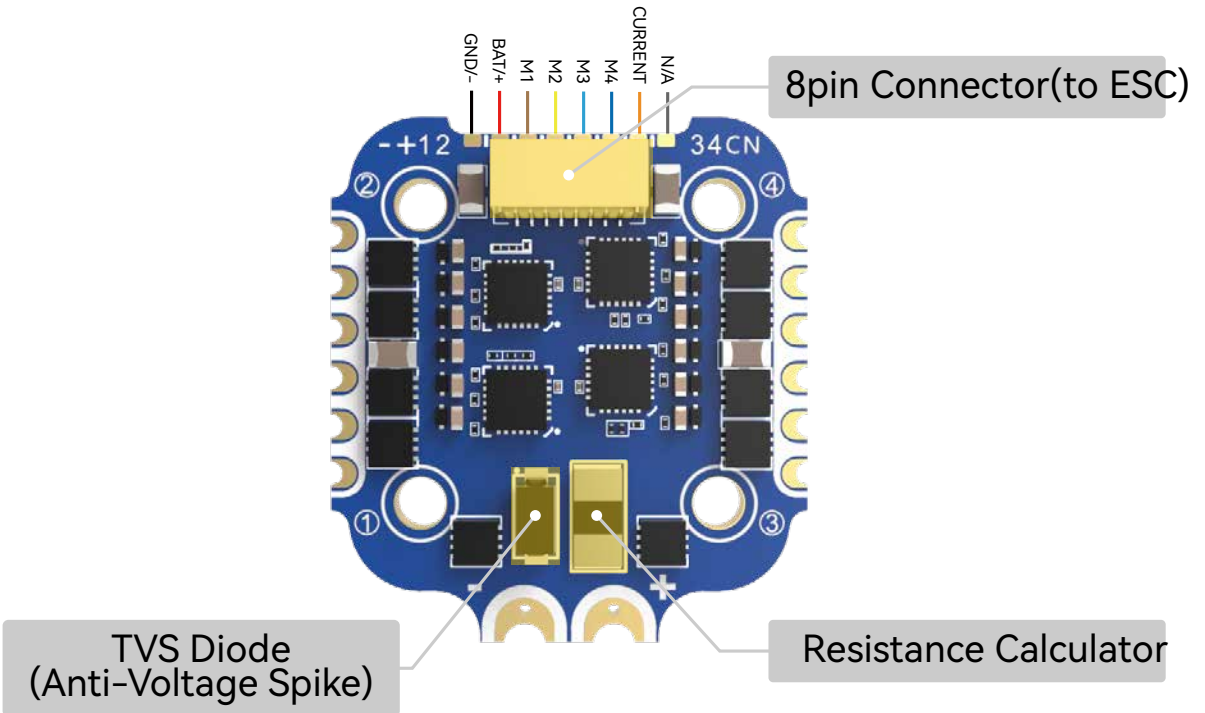 GND/-
BAT/+
M1
M2
M3
M4
CURRENT
N/A
8pin Connector(to ESC)
-+12
34CN
②
④
①
③
-
+
TVS Diode
(Anti-Voltage Spike)
Resistance Calculator